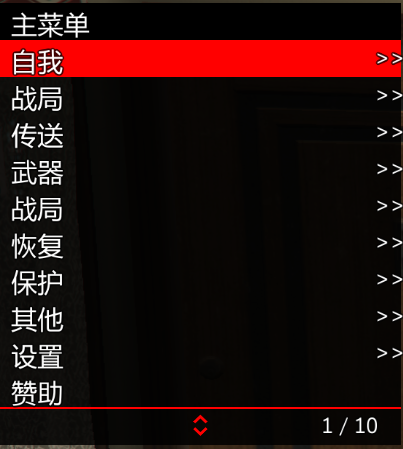 主菜单
自我 >>
战局 >>
传送 >>
武器 >>
战局 >>
恢复 >>
保护 >>
其他 >>
设置 >>
赞助
1 / 10